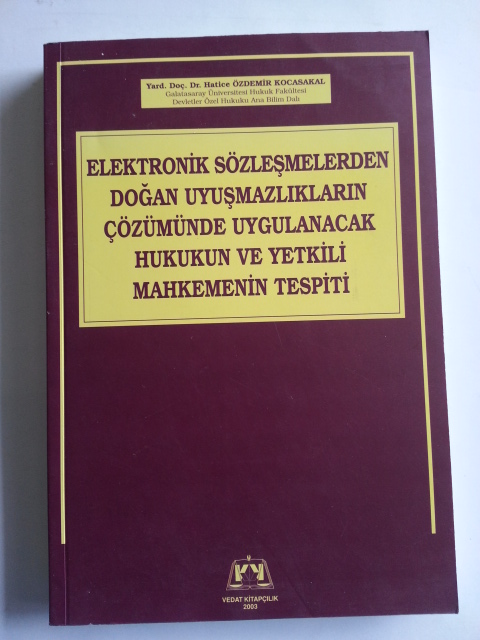 Yard. Doç. Dr. Hatice ÖZDEMİR KOCASAKAL
Galatasaray Üniversitesi Hukuk Fakültesi
Devletler Özel Hukuku Ana Bilim Dalı
ELEKTRONİK SÖZLEŞMELERDEN
DOĞAN UYUŞMAZLIKLARIN
ÇÖZÜMÜNDE UYGULANACAK
HUKUKUN VE YETKİLİ
MAHKEMENİN TESPİTİ
VEDAT KİTAPÇILIK
2003